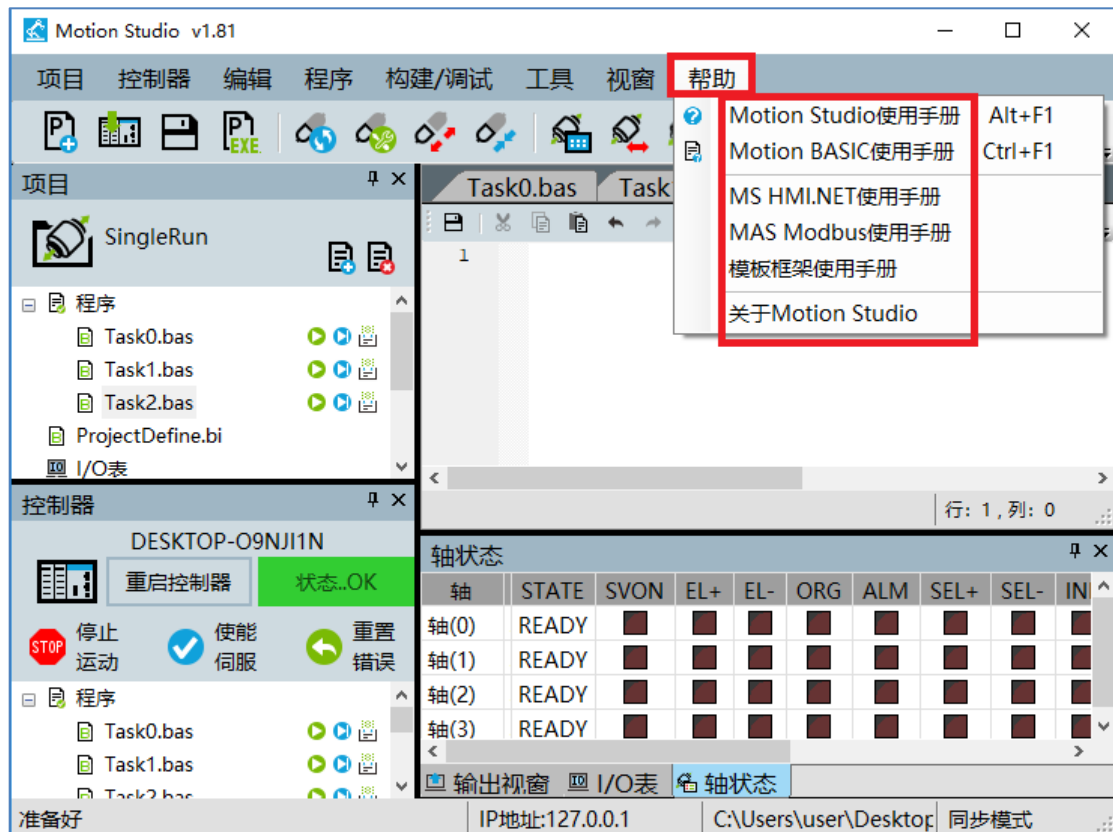 Motion Studio v1.81
项目 控制器 编辑 程序 构建/调试 工具 视窗 帮助
Motion Studio使用手册 Alt+F1
Motion BASIC使用手册 Ctrl+F1
MS HMI.NET使用手册
MAS Modbus使用手册
模板框架使用手册
关于Motion Studio
P EXE.
项目
SingleRun
程序
Task0.bas
Task1.bas
Task2.bas
ProjectDefine.bi
IO I/O表
Task0.bas Task
1
行: 1 , 列: 0
控制器
DESKTOP-O9NJI1N
重启控制器 状态..OK
STOP 停止运动 使能伺服 重置错误
程序
Task0.bas
Task1.bas
Task2.bas
轴状态
轴 STATE SVON EL+ EL- ORG ALM SEL+ SEL- IN
轴(0) READY
轴(1) READY
轴(2) READY
轴(3) READY
输出视窗 IO I/O表 轴状态
准备好 IP地址:127.0.0.1 C:\Users\user\Desktop 同步模式